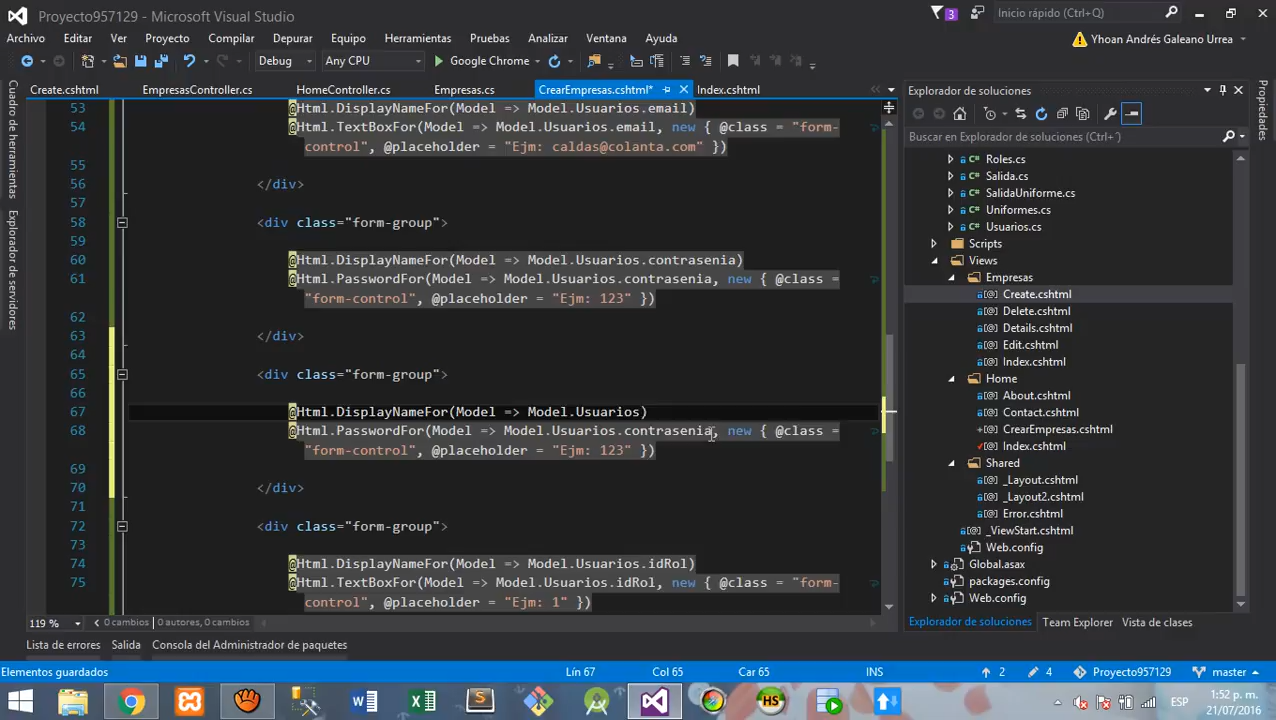 Proyecto957129 - Microsoft Visual Studio
3
Inicio rápido (Ctrl+Q)
Archivo Editar Ver Proyecto Compilar Depurar Equipo Herramientas Pruebas Analizar Ventana Ayuda
Yhoan Andrés Galeano Urrea
Debug Any CPU Google Chrome
Create.cshtml EmpresasController.cs HomeController.cs Empresas.cs CrearEmpresas.cshtml* Index.cshtml
Cuadro de herramientas
Explorador de servidores
53 @Html.DisplayNameFor(Model => Model.Usuarios.email)
54 @Html.TextBoxFor(Model => Model.Usuarios.email, new { @class = "form-
control", @placeholder = "Ejm: caldas@colanta.com" })
55
56 </div>
57
58 <div class="form-group">
59
60 @Html.DisplayNameFor(Model => Model.Usuarios.contrasenia)
61 @Html.PasswordFor(Model => Model.Usuarios.contrasenia, new { @class =
"form-control", @placeholder = "Ejm: 123" })
62
63 </div>
64
65 <div class="form-group">
66
67 @Html.DisplayNameFor(Model => Model.Usuarios)
68 @Html.PasswordFor(Model => Model.Usuarios.contrasenia, new { @class =
"form-control", @placeholder = "Ejm: 123" })
69
70 </div>
71
72 <div class="form-group">
73
74 @Html.DisplayNameFor(Model => Model.Usuarios.idRol)
75 @Html.TextBoxFor(Model => Model.Usuarios.idRol, new { @class = "form-
control", @placeholder = "Ejm: 1" })
119 % 0 cambios | 0 autores, 0 cambios
Explorador de soluciones
Buscar en Explorador de soluciones (Ctrl+')
C# Roles.cs
C# Salida.cs
C# SalidaUniforme.cs
C# Uniformes.cs
C# Usuarios.cs
Scripts
Views
Empresas
[@] Create.cshtml
[@] Delete.cshtml
[@] Details.cshtml
[@] Edit.cshtml
[@] Index.cshtml
Home
[@] About.cshtml
[@] Contact.cshtml
+[@] CrearEmpresas.cshtml
[@] Index.cshtml
Shared
[@] _Layout.cshtml
[@] _Layout2.cshtml
[@] Error.cshtml
[@] _ViewStart.cshtml
Web.config
Global.asax
packages.config
Web.config
Explorador de soluciones Team Explorer Vista de clases
Propiedades
Lista de errores Salida Consola del Administrador de paquetes
Elementos guardados Lín 67 Col 65 Car 65 INS 2 4 Proyecto957129 master
HS
ESP
1:52 p. m.
21/07/2016